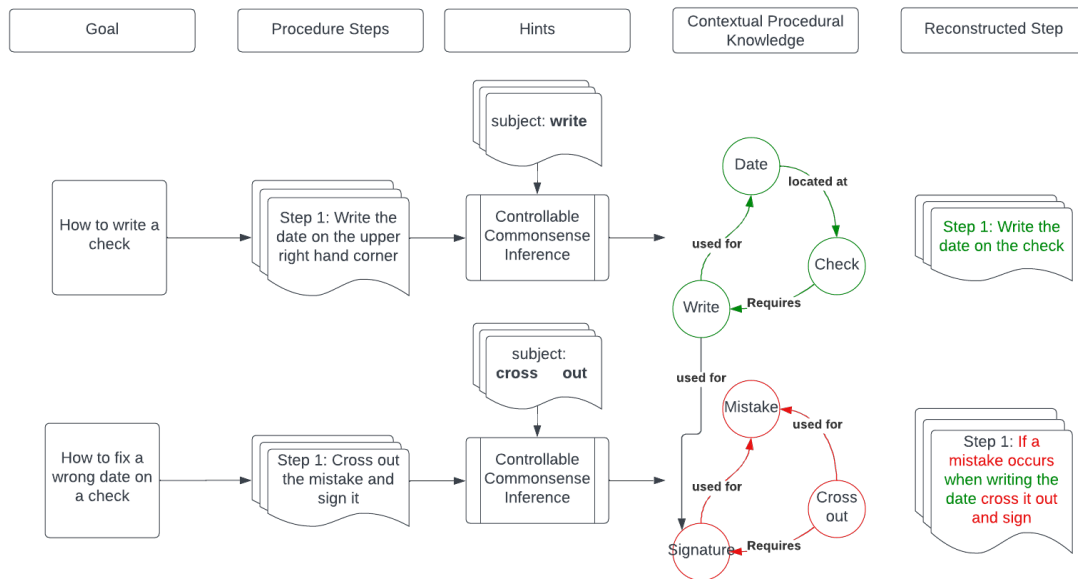 Goal
Procedure Steps
Hints
Contextual Procedural
Knowledge
Reconstructed Step
subject: write
How to write a
check
Step 1: Write the
date on the upper
right hand corner
Controllable
Commonsense
Inference
Date
located at
used for
Check
Write
Requires
Step 1: Write the
date on the check
used for
subject:
cross out
How to fix a
wrong date on
a check
Step 1: Cross out
the mistake and
sign it
Controllable
Commonsense
Inference
Mistake
used for
used for
Cross
out
Signature
Requires
Step 1: If a
mistake occurs
when writing the
date cross it out
and sign